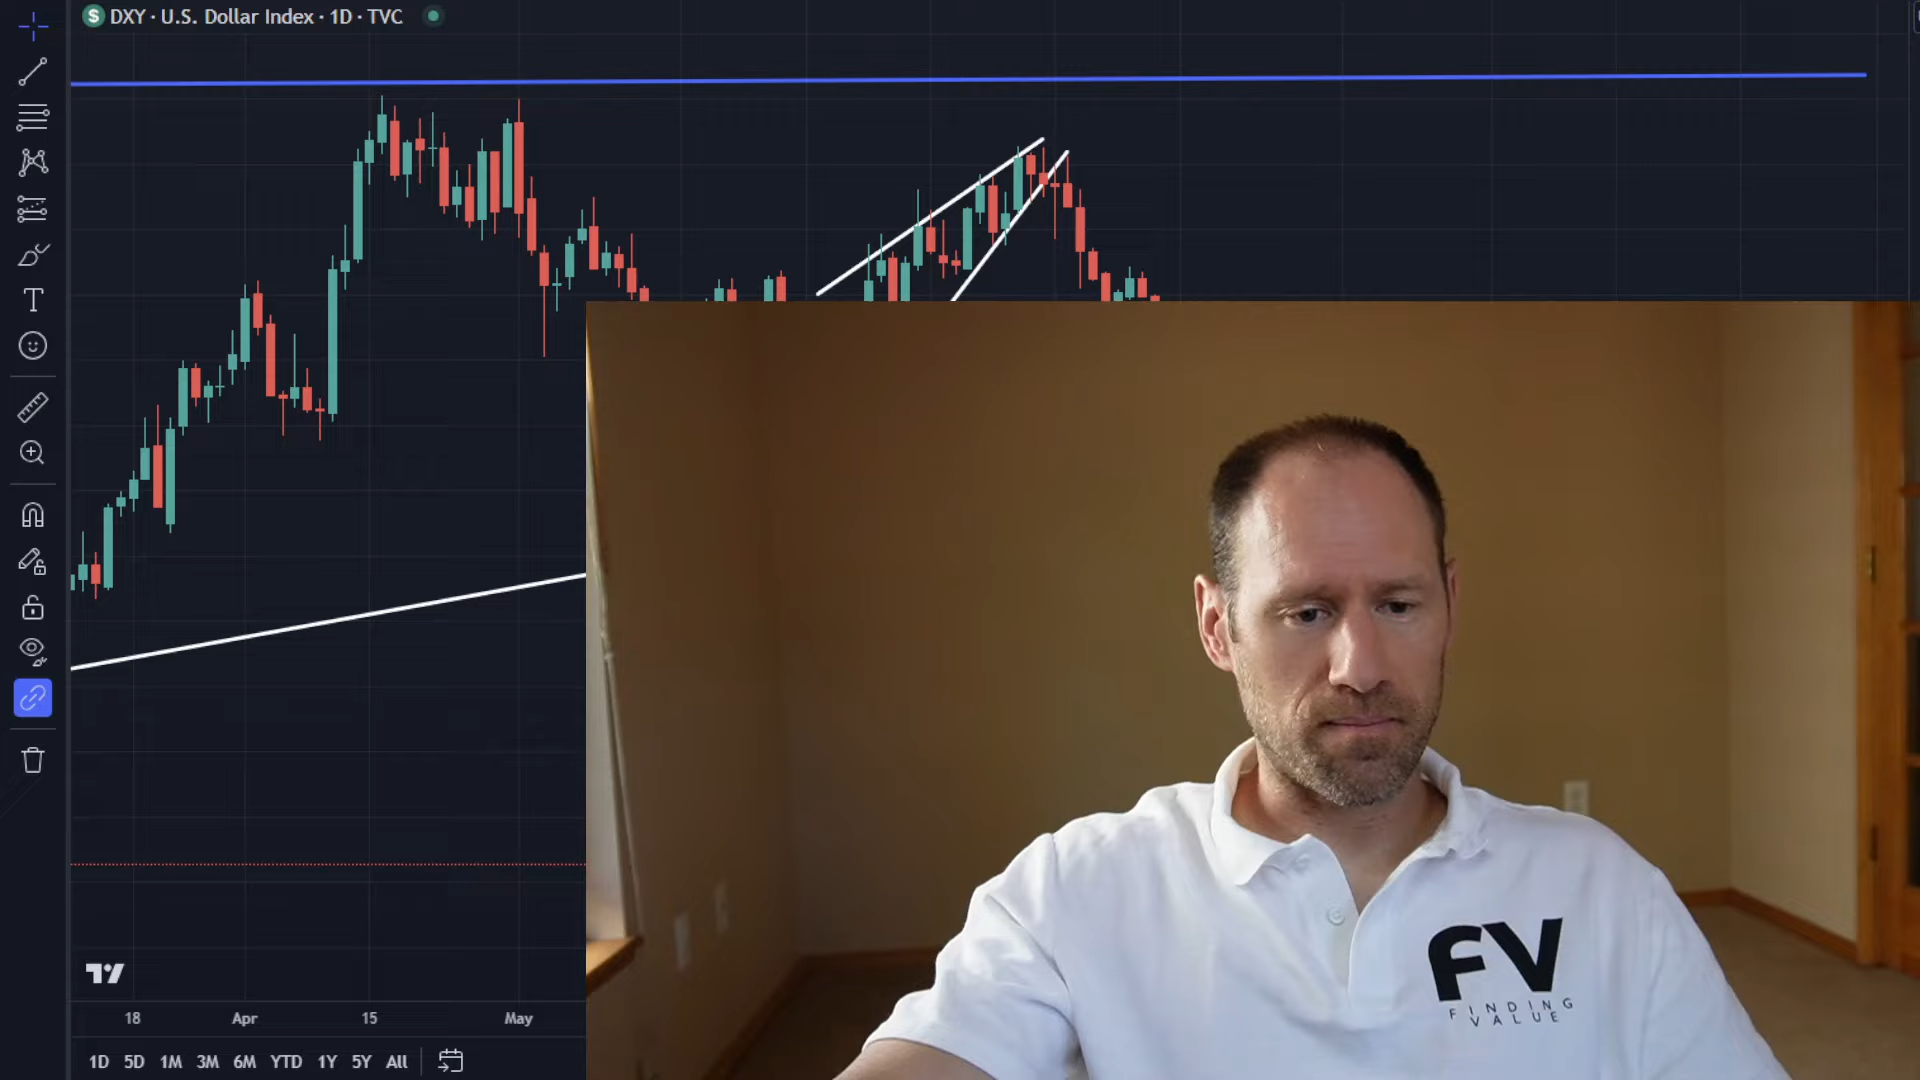 DXY · U.S. Dollar Index · 1D · TVC
18 Apr 15 May
1D 5D 1M 3M 6M YTD 1Y 5Y All
FV
FINDING
VALUE